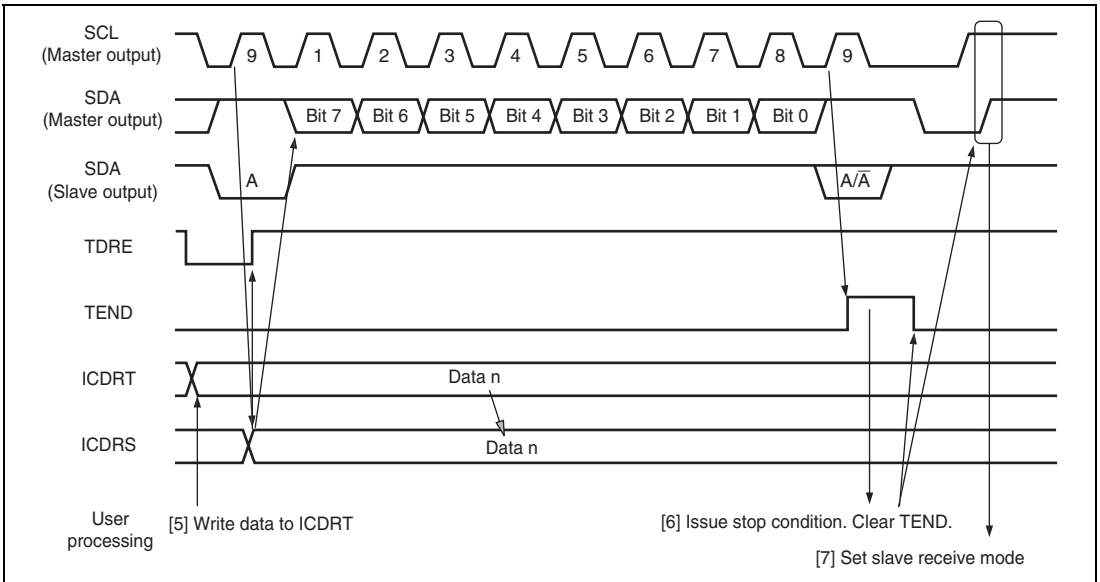 SCL
(Master output)
9 1 2 3 4 5 6 7 8 9
SDA
(Master output)
Bit 7 Bit 6 Bit 5 Bit 4 Bit 3 Bit 2 Bit 1 Bit 0
SDA
(Slave output)
A A/A̅
TDRE
TEND
ICDRT
Data n
ICDRS
Data n
User
processing
[5] Write data to ICDRT
[6] Issue stop condition. Clear TEND.
[7] Set slave receive mode